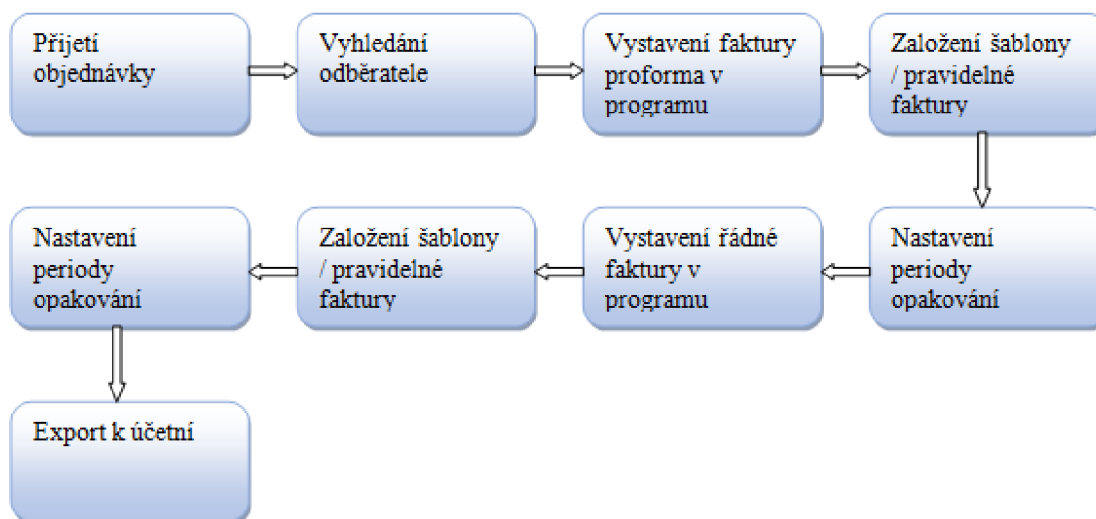 Přijetí
objednávky
Vyhledání
odběratele
Vystavení faktury
proforma v
programu
Založení šablony
/ pravidelné
faktury
Nastavení
periody
opakování
Vystavení řádné
faktury v
programu
Založení šablony
/ pravidelné
faktury
Nastavení
periody
opakování
Export k účetní